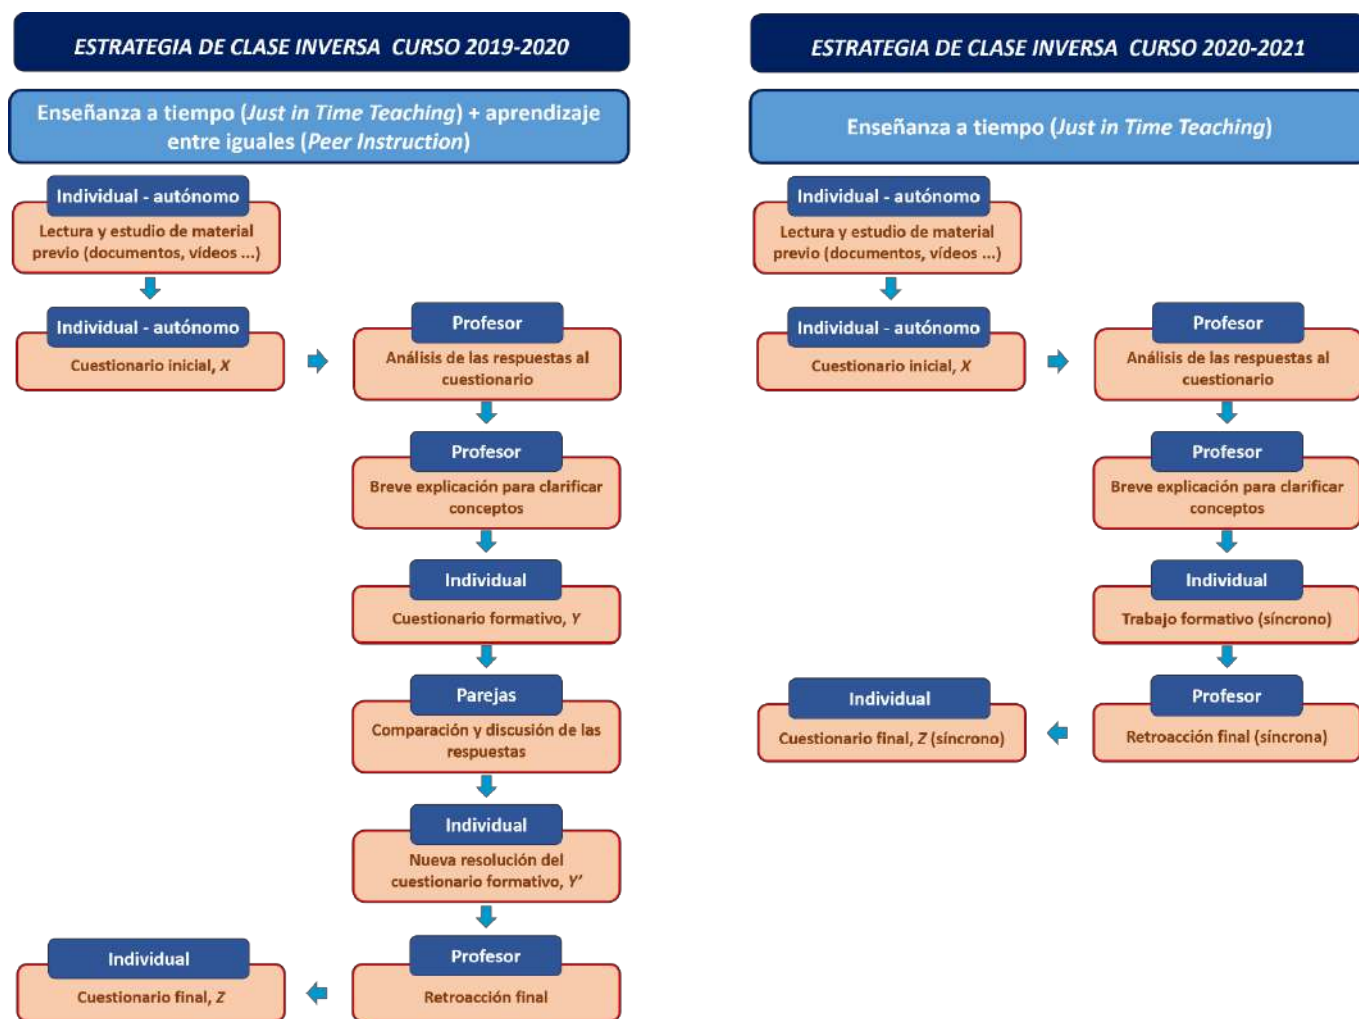 ESTRATEGIA DE CLASE INVERSA CURSO 2019-2020
Enseñanza a tiempo (Just in Time Teaching) + aprendizaje
entre iguales (Peer Instruction)
Individual - autónomo
Lectura y estudio de material
previo (documentos, vídeos ...)
Individual - autónomo
Cuestionario inicial, X
Profesor
Análisis de las respuestas al
cuestionario
Profesor
Breve explicación para clarificar
conceptos
Individual
Cuestionario formativo, Y
Parejas
Comparación y discusión de las
respuestas
Individual
Nueva resolución del
cuestionario formativo, Y'
Profesor
Retroacción final
Individual
Cuestionario final, Z
ESTRATEGIA DE CLASE INVERSA CURSO 2020-2021
Enseñanza a tiempo (Just in Time Teaching)
Individual - autónomo
Lectura y estudio de material
previo (documentos, vídeos ...)
Individual - autónomo
Cuestionario inicial, X
Profesor
Análisis de las respuestas al
cuestionario
Profesor
Breve explicación para clarificar
conceptos
Individual
Trabajo formativo (síncrono)
Profesor
Retroacción final (síncrona)
Individual
Cuestionario final, Z (síncrono)